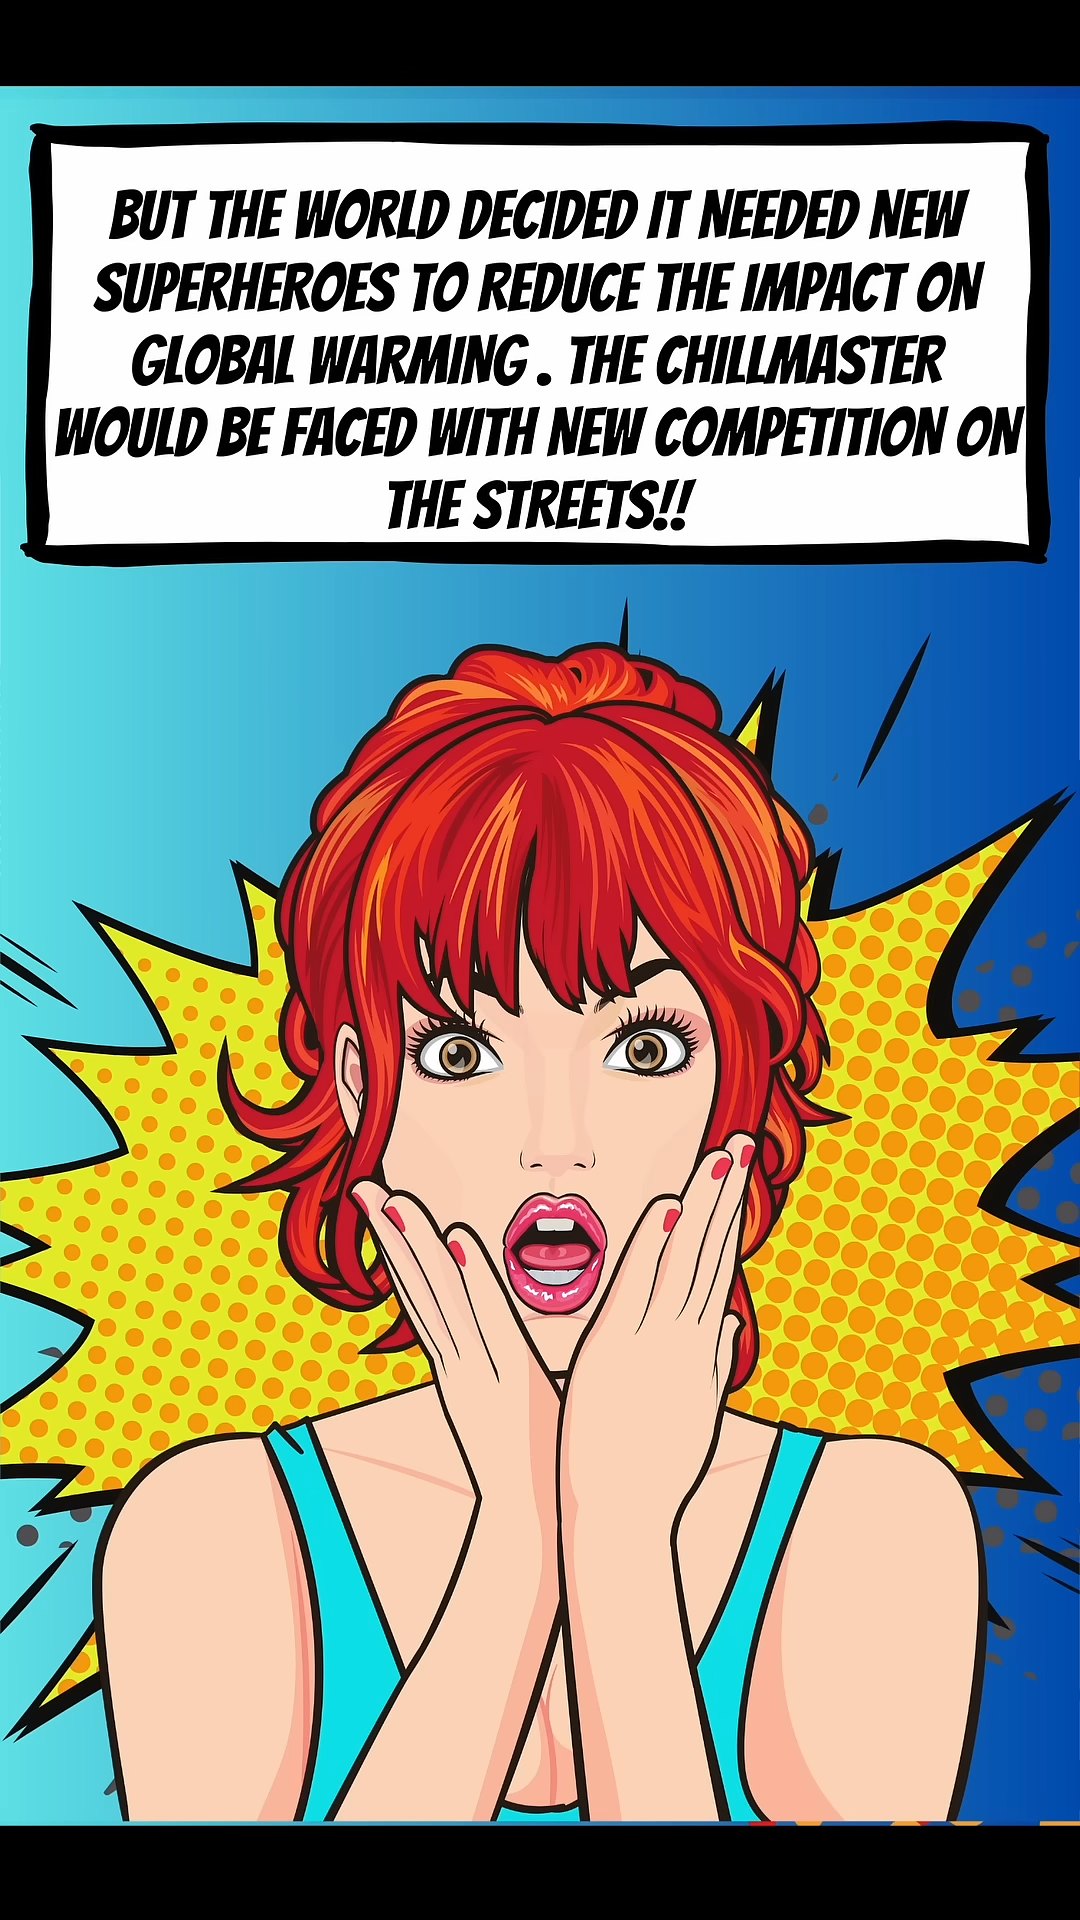 BUT THE WORLD DECIDED IT NEEDED NEW
SUPERHEROES TO REDUCE THE IMPACT ON
GLOBAL WARMING . THE CHILLMASTER
WOULD BE FACED WITH NEW COMPETITION ON
THE STREETS!!